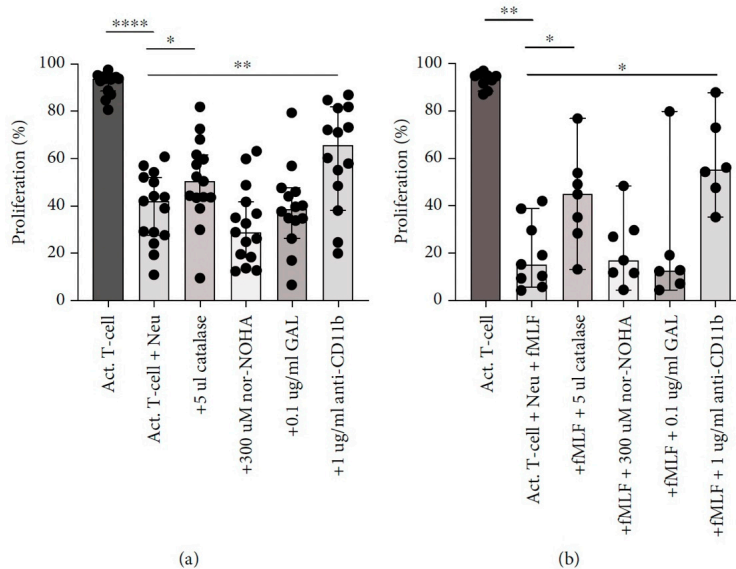 ****
*
**
100
80
60
40
20
0
Proliferation (%)
Act. T-cell
Act. T-cell + Neu
+5 ul catalase
+300 uM nor-NOHA
+0.1 ug/ml GAL
+1 ug/ml anti-CD11b
(a)
**
*
*
100
80
60
40
20
0
Proliferation (%)
Act. T-cell
Act. T-cell + Neu + fMLF
+fMLF + 5 ul catalase
+fMLF + 300 uM nor-NOHA
+fMLF + 0.1 ug/ml GAL
+fMLF + 1 ug/ml anti-CD11b
(b)